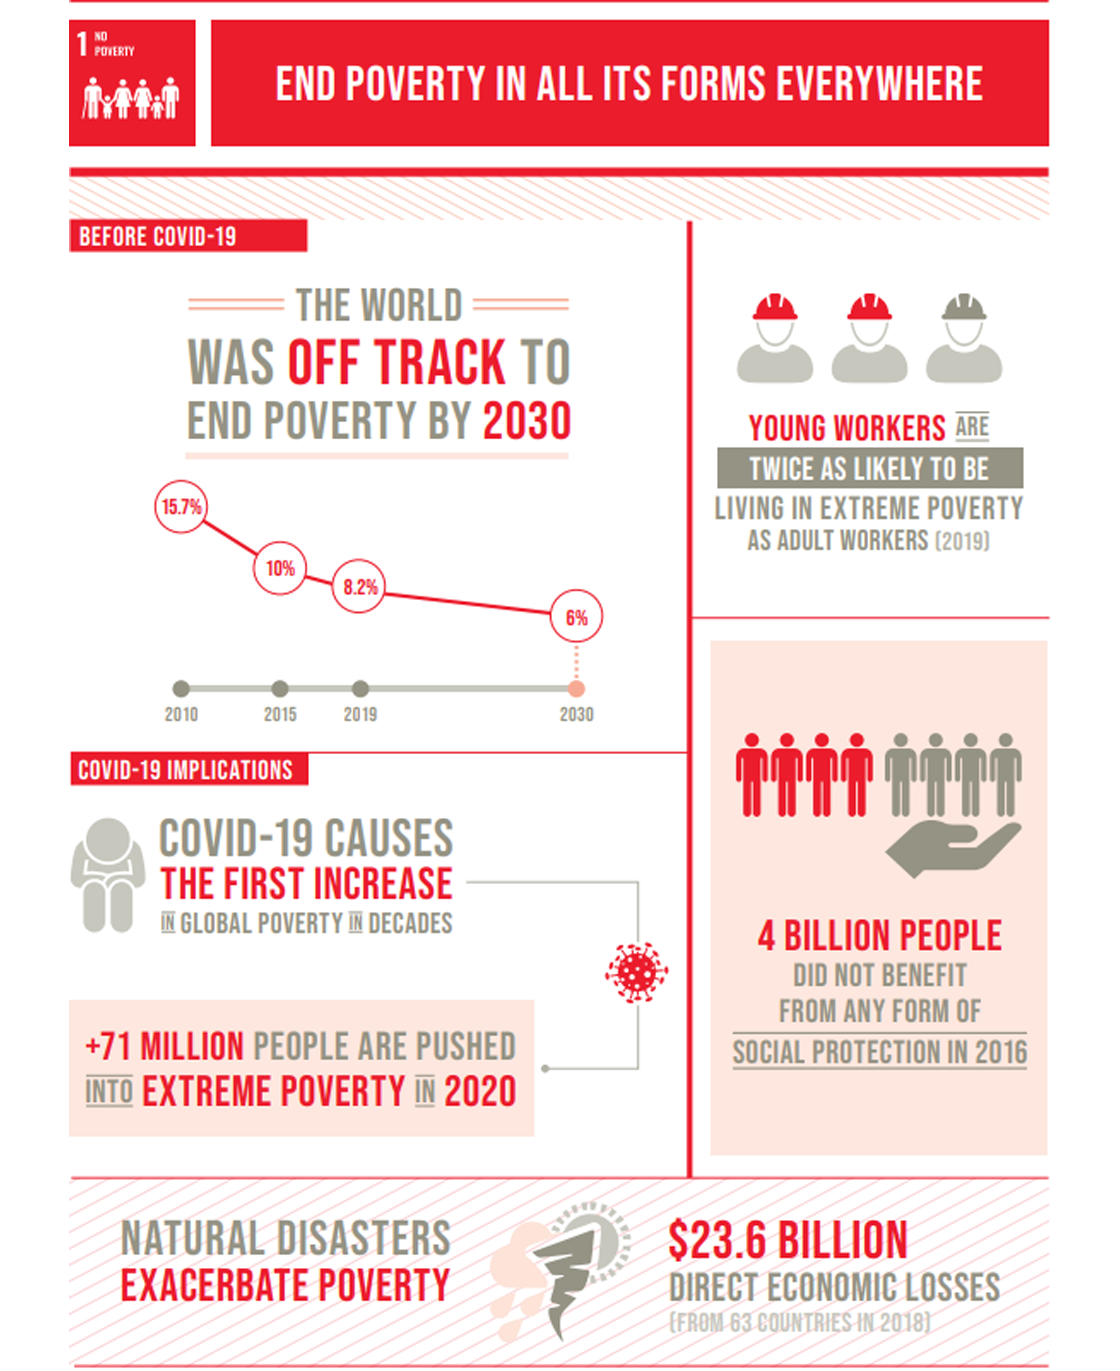 1 NO
POVERTY
END POVERTY IN ALL ITS FORMS EVERYWHERE
BEFORE COVID-19
THE WORLD
WAS OFF TRACK TO
END POVERTY BY 2030
15.7%
10%
8.2%
6%
2010 2015 2019 2030
YOUNG WORKERS ARE
TWICE AS LIKELY TO BE
LIVING IN EXTREME POVERTY
AS ADULT WORKERS (2019)
COVID-19 IMPLICATIONS
COVID-19 CAUSES
THE FIRST INCREASE
IN GLOBAL POVERTY IN DECADES
+71 MILLION PEOPLE ARE PUSHED
INTO EXTREME POVERTY IN 2020
4 BILLION PEOPLE
DID NOT BENEFIT
FROM ANY FORM OF
SOCIAL PROTECTION IN 2016
NATURAL DISASTERS
EXACERBATE POVERTY
$23.6 BILLION
DIRECT ECONOMIC LOSSES
(FROM 63 COUNTRIES IN 2018)